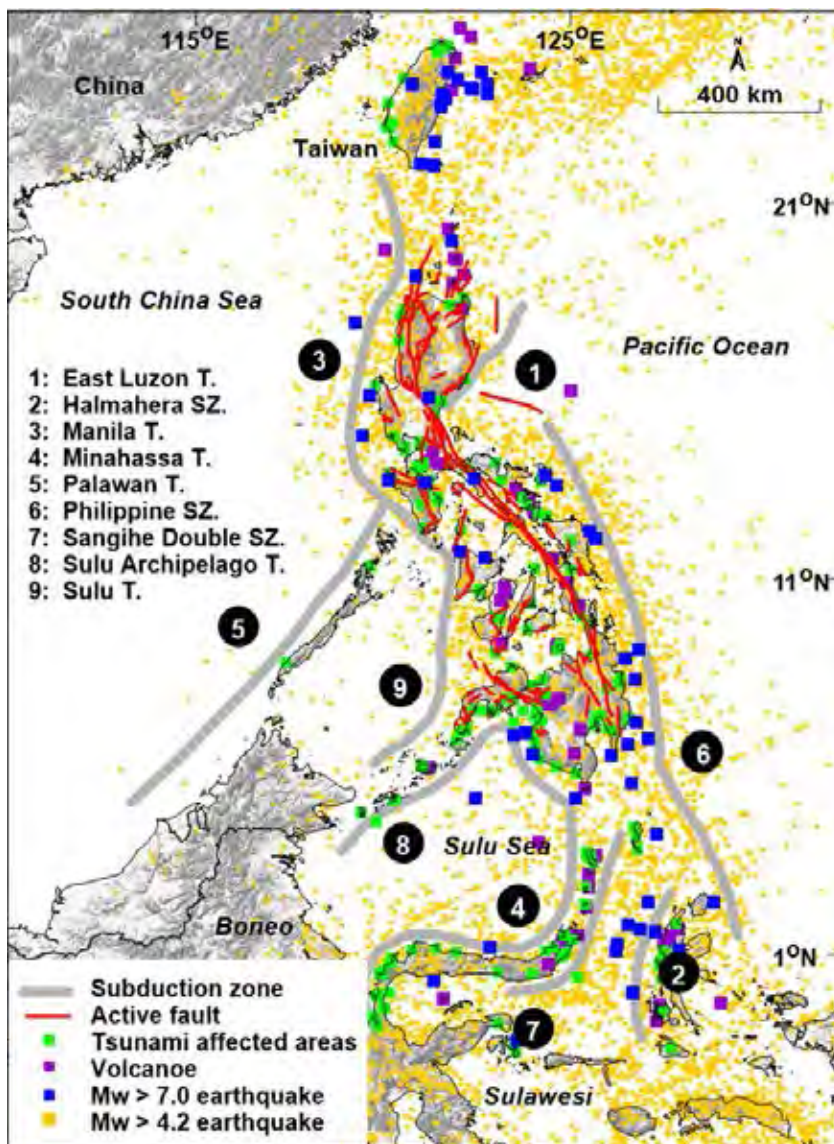 115°E
125°E
N
China
400 km
Taiwan
21°N
South China Sea
Pacific Ocean
3
1
1: East Luzon T.
2: Halmahera SZ.
3: Manila T.
4: Minahassa T.
5: Palawan T.
6: Philippine SZ.
7: Sangihe Double SZ.
8: Sulu Archipelago T.
9: Sulu T.
11°N
5
9
6
8
Sulu Sea
4
Boneo
1°N
2
7
Sulawesi
Subduction zone
Active fault
Tsunami affected areas
Volcanoe
Mw > 7.0 earthquake
Mw > 4.2 earthquake